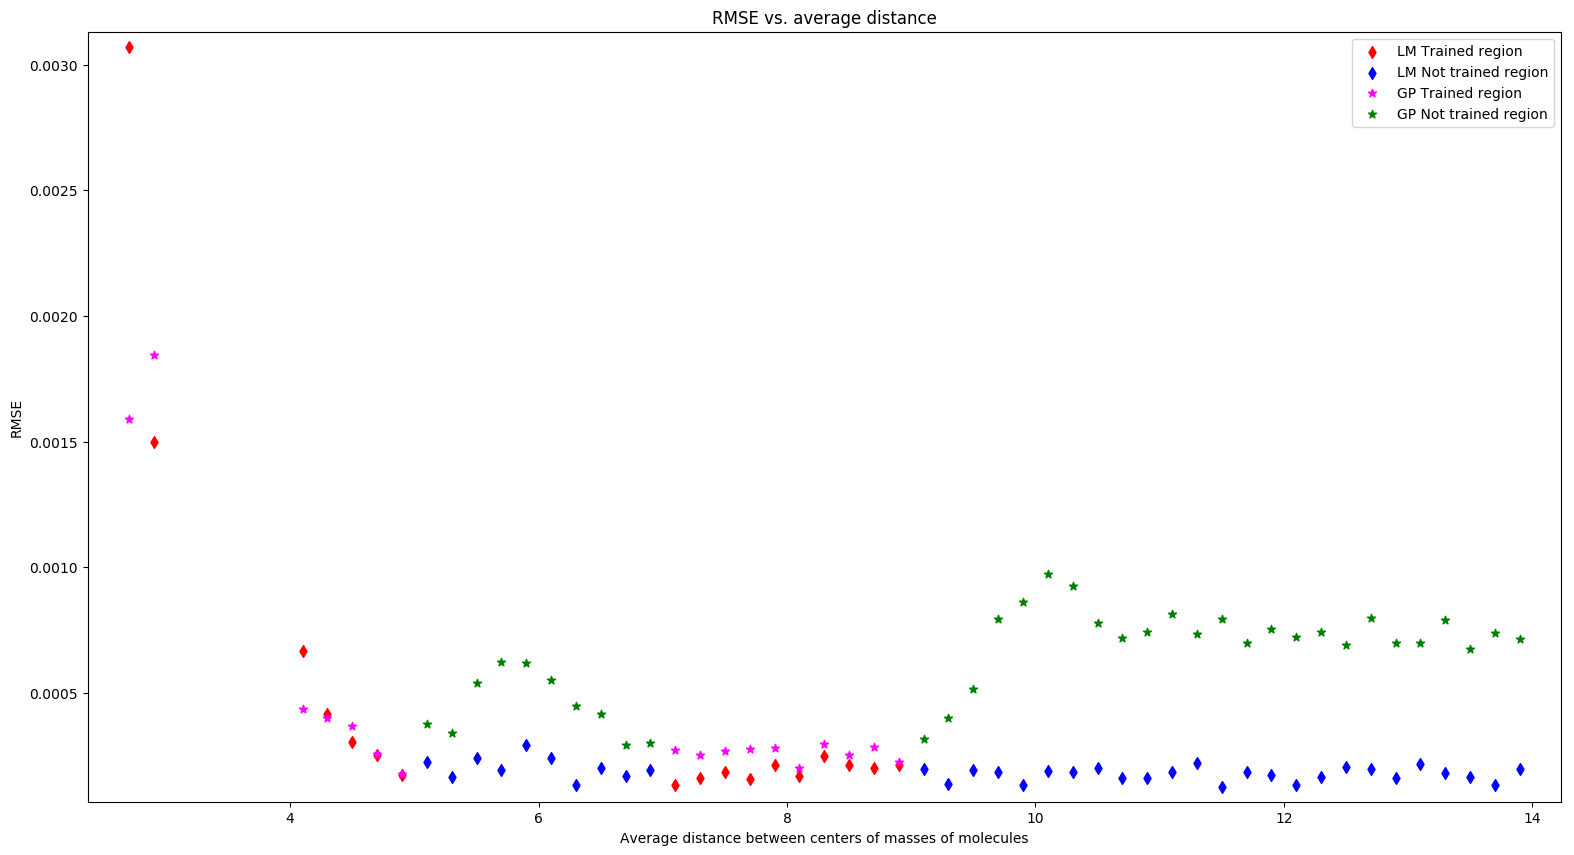 RMSE vs. average distance
LM Trained region
LM Not trained region
GP Trained region
GP Not trained region
RMSE
0.0030
0.0025
0.0020
0.0015
0.0010
0.0005
4 6 8 10 12 14
Average distance between centers of masses of molecules